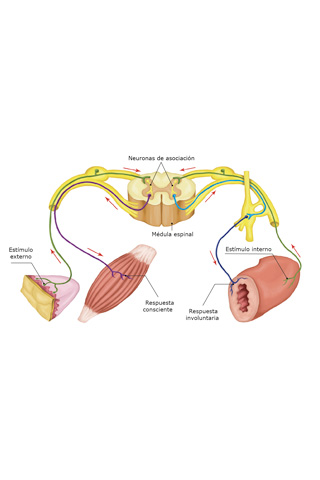 Neuronas de asociación
Médula espinal
Estímulo
externo
Estímulo interno
Respuesta
consciente
Respuesta
involuntaria